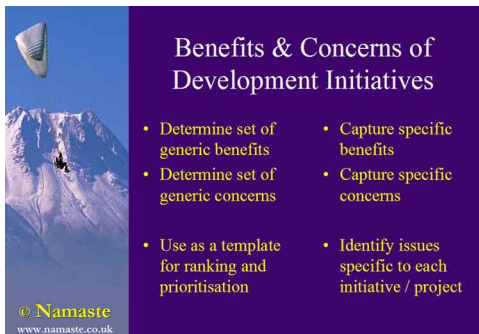 Benefits & Concerns of
Development Initiatives
• Determine set of
generic benefits
• Determine set of
generic concerns
• Use as a template
for ranking and
prioritisation
• Capture specific
benefits
• Capture specific
concerns
• Identify issues
specific to each
initiative / project
© Namaste
www.namaste.co.uk